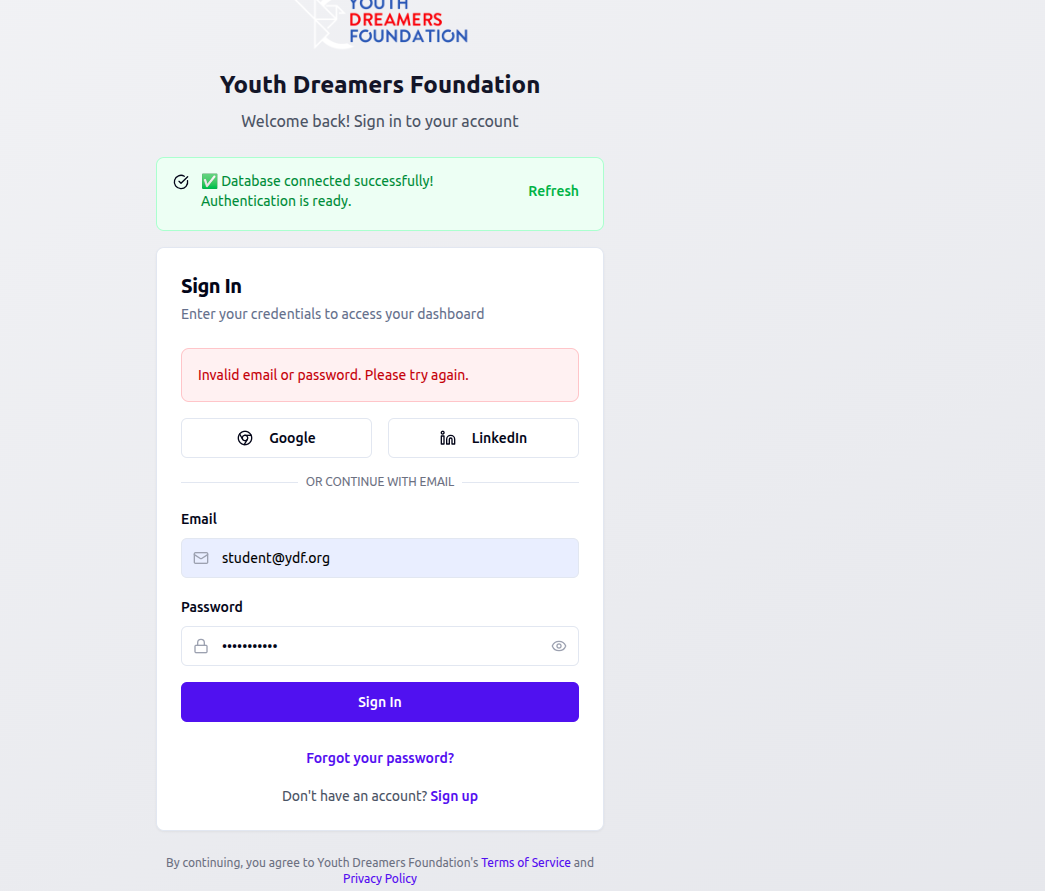 YOUTH
DREAMERS
FOUNDATION
Youth Dreamers Foundation
Welcome back! Sign in to your account
✅ Database connected successfully!
Authentication is ready.
Refresh
Sign In
Enter your credentials to access your dashboard
Invalid email or password. Please try again.
Google
LinkedIn
OR CONTINUE WITH EMAIL
Email
student@ydf.org
Password
•••••••••••
Sign In
Forgot your password?
Don't have an account? Sign up
By continuing, you agree to Youth Dreamers Foundation's Terms of Service and
Privacy Policy